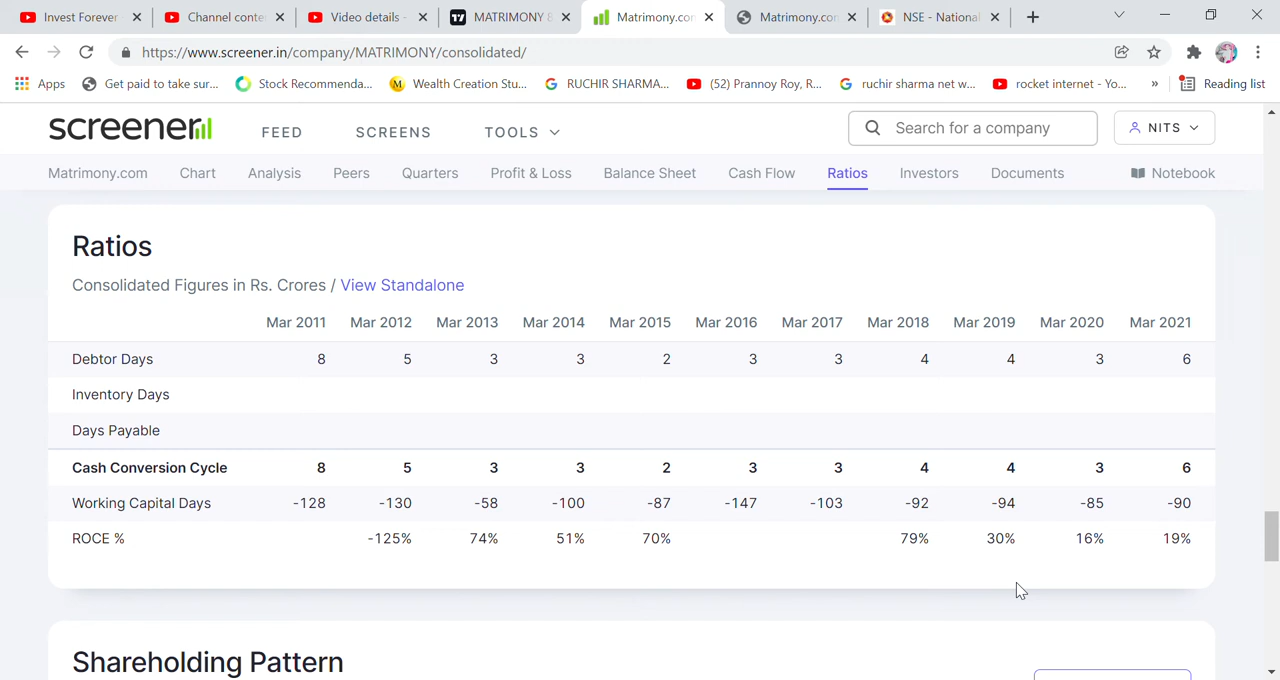 Invest Forever Channel conte Video details - MATRIMONY 8 Matrimony.co Matrimony.co NSE - National
https://www.screener.in/company/MATRIMONY/consolidated/
Apps Get paid to take sur... Stock Recommenda... M Wealth Creation Stu... G RUCHIR SHARMA... (52) Prannoy Roy, R... G ruchir sharma net w... rocket internet - Yo... » Reading list
screener FEED SCREENS TOOLS Search for a company NITS
Matrimony.com Chart Analysis Peers Quarters Profit & Loss Balance Sheet Cash Flow Ratios Investors Documents Notebook
Ratios
Consolidated Figures in Rs. Crores / View Standalone
Mar 2011 Mar 2012 Mar 2013 Mar 2014 Mar 2015 Mar 2016 Mar 2017 Mar 2018 Mar 2019 Mar 2020 Mar 2021
Debtor Days 8 5 3 3 2 3 3 4 4 3 6
Inventory Days
Days Payable
Cash Conversion Cycle 8 5 3 3 2 3 3 4 4 3 6
Working Capital Days -128 -130 -58 -100 -87 -147 -103 -92 -94 -85 -90
ROCE % -125% 74% 51% 70% 79% 30% 16% 19%
Shareholding Pattern